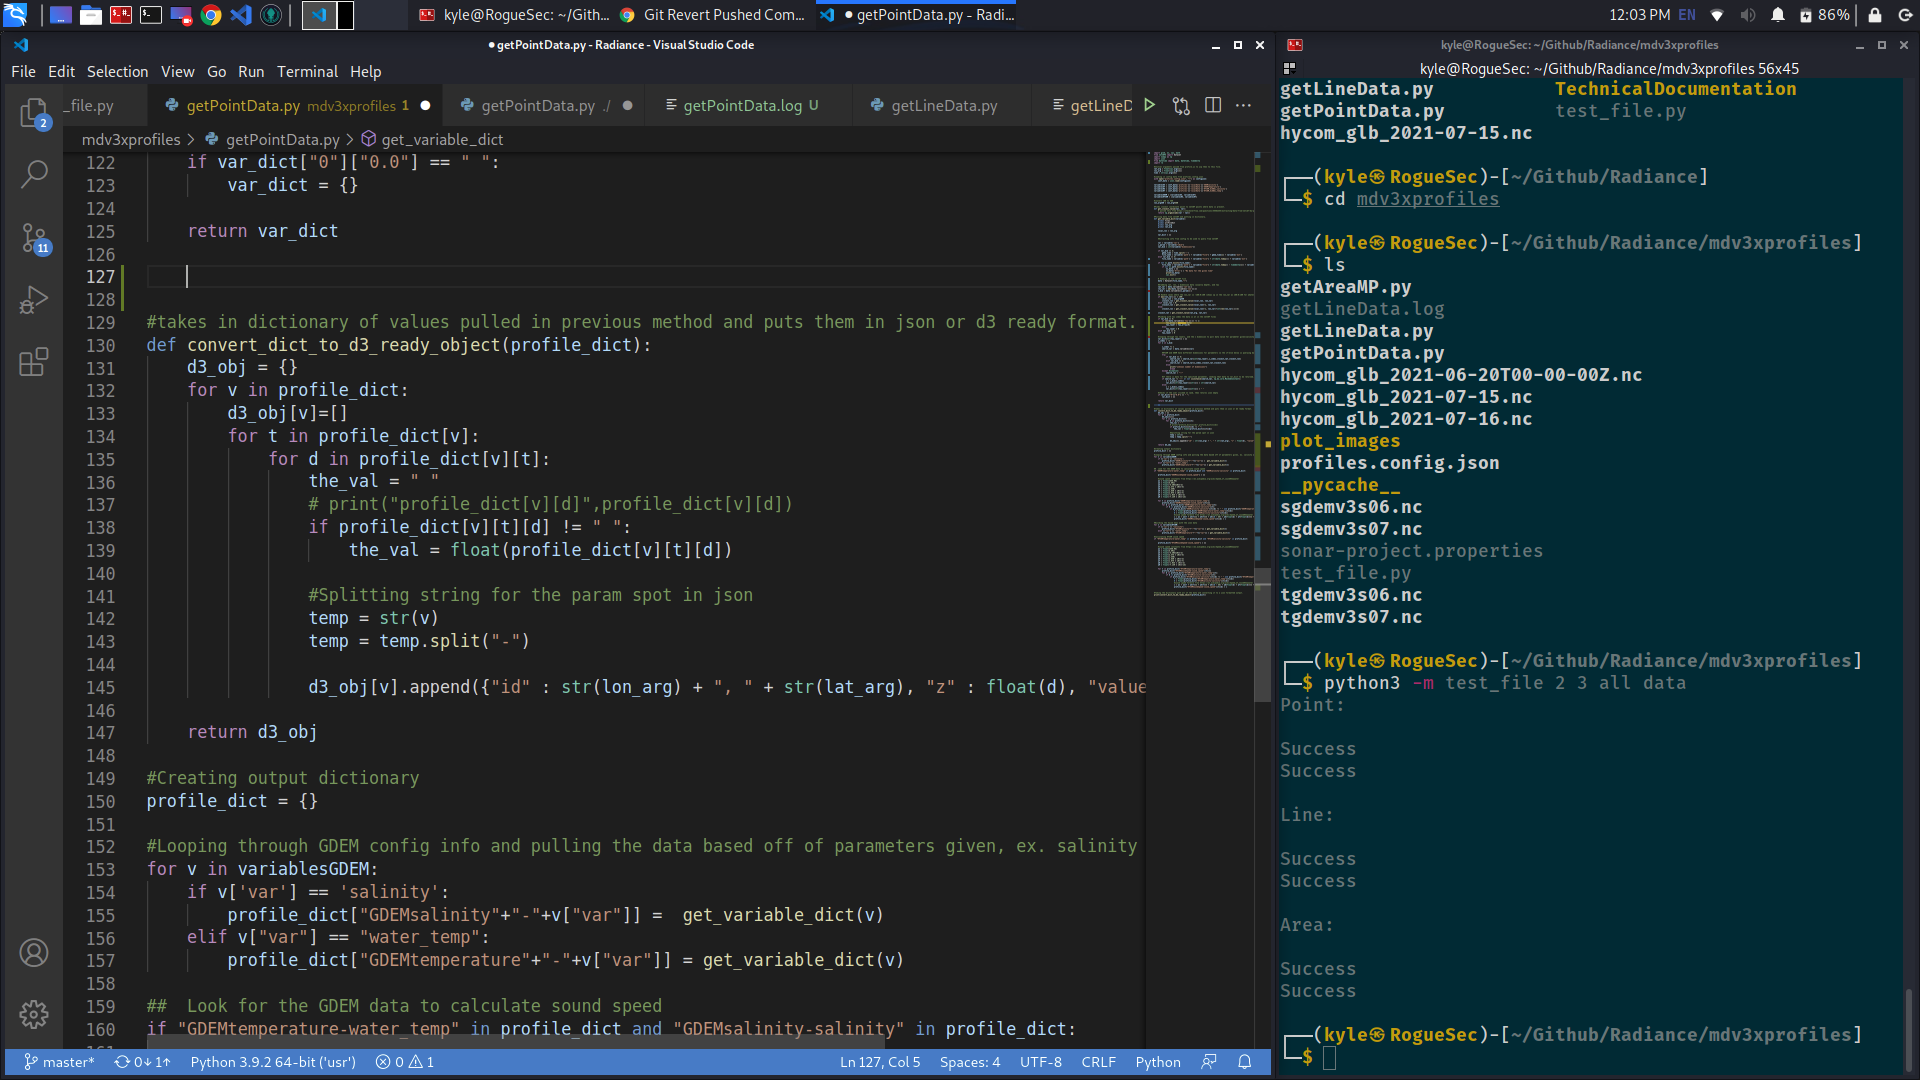 kyle@RogueSec: ~/Gith...
Git Revert Pushed Com...
● getPointData.py - Radi...
12:03 PM EN 86%
● getPointData.py - Radiance - Visual Studio Code
File Edit Selection View Go Run Terminal Help
_file.py getPointData.py mdv3xprofiles 1 ● getPointData.py ./ ● getPointData.log U getLineData.py getLineD
mdv3xprofiles > getPointData.py > get_variable_dict
2
11
122 if var_dict["0"]["0.0"] == " ":
123 var_dict = {}
124
125 return var_dict
126
127
128
129 #takes in dictionary of values pulled in previous method and puts them in json or d3 ready format.
130 def convert_dict_to_d3_ready_object(profile_dict):
131 d3_obj = {}
132 for v in profile_dict:
133 d3_obj[v]=[]
134 for t in profile_dict[v]:
135 for d in profile_dict[v][t]:
136 the_val = " "
137 # print("profile_dict[v][d]",profile_dict[v][d])
138 if profile_dict[v][t][d] != " ":
139 the_val = float(profile_dict[v][t][d])
140
141 #Splitting string for the param spot in json
142 temp = str(v)
143 temp = temp.split("-")
144
145 d3_obj[v].append({"id" : str(lon_arg) + ", " + str(lat_arg), "z" : float(d), "value
146
147 return d3_obj
148
149 #Creating output dictionary
150 profile_dict = {}
151
152 #Looping through GDEM config info and pulling the data based off of parameters given, ex. salinity
153 for v in variablesGDEM:
154 if v['var'] == 'salinity':
155 profile_dict["GDEMsalinity"+"-"+v["var"]] =  get_variable_dict(v)
156 elif v["var"] == "water_temp":
157 profile_dict["GDEMtemperature"+"-"+v["var"]] = get_variable_dict(v)
158
159 ##  Look for the GDEM data to calculate sound speed
160 if "GDEMtemperature-water_temp" in profile_dict and "GDEMsalinity-salinity" in profile_dict:
master* 0↓1↑ Python 3.9.2 64-bit ('usr') 0 1 Ln 127, Col 5 Spaces: 4 UTF-8 CRLF Python
kyle@RogueSec: ~/Github/Radiance/mdv3xprofiles
kyle@RogueSec: ~/Github/Radiance/mdv3xprofiles 56x45
getLineData.py TechnicalDocumentation
getPointData.py test_file.py
hycom_glb_2021-07-15.nc
┌──(kyle㉿RogueSec)-[~/Github/Radiance]
└─$ cd mdv3xprofiles
┌──(kyle㉿RogueSec)-[~/Github/Radiance/mdv3xprofiles]
└─$ ls
getAreaMP.py
getLineData.log
getLineData.py
getPointData.py
hycom_glb_2021-06-20T00-00-00Z.nc
hycom_glb_2021-07-15.nc
hycom_glb_2021-07-16.nc
plot_images
profiles.config.json
__pycache__
sgdemv3s06.nc
sgdemv3s07.nc
sonar-project.properties
test_file.py
tgdemv3s06.nc
tgdemv3s07.nc
┌──(kyle㉿RogueSec)-[~/Github/Radiance/mdv3xprofiles]
└─$ python3 -m test_file 2 3 all data
Point:
Success
Success
Line:
Success
Success
Area:
Success
Success
┌──(kyle㉿RogueSec)-[~/Github/Radiance/mdv3xprofiles]
└─$